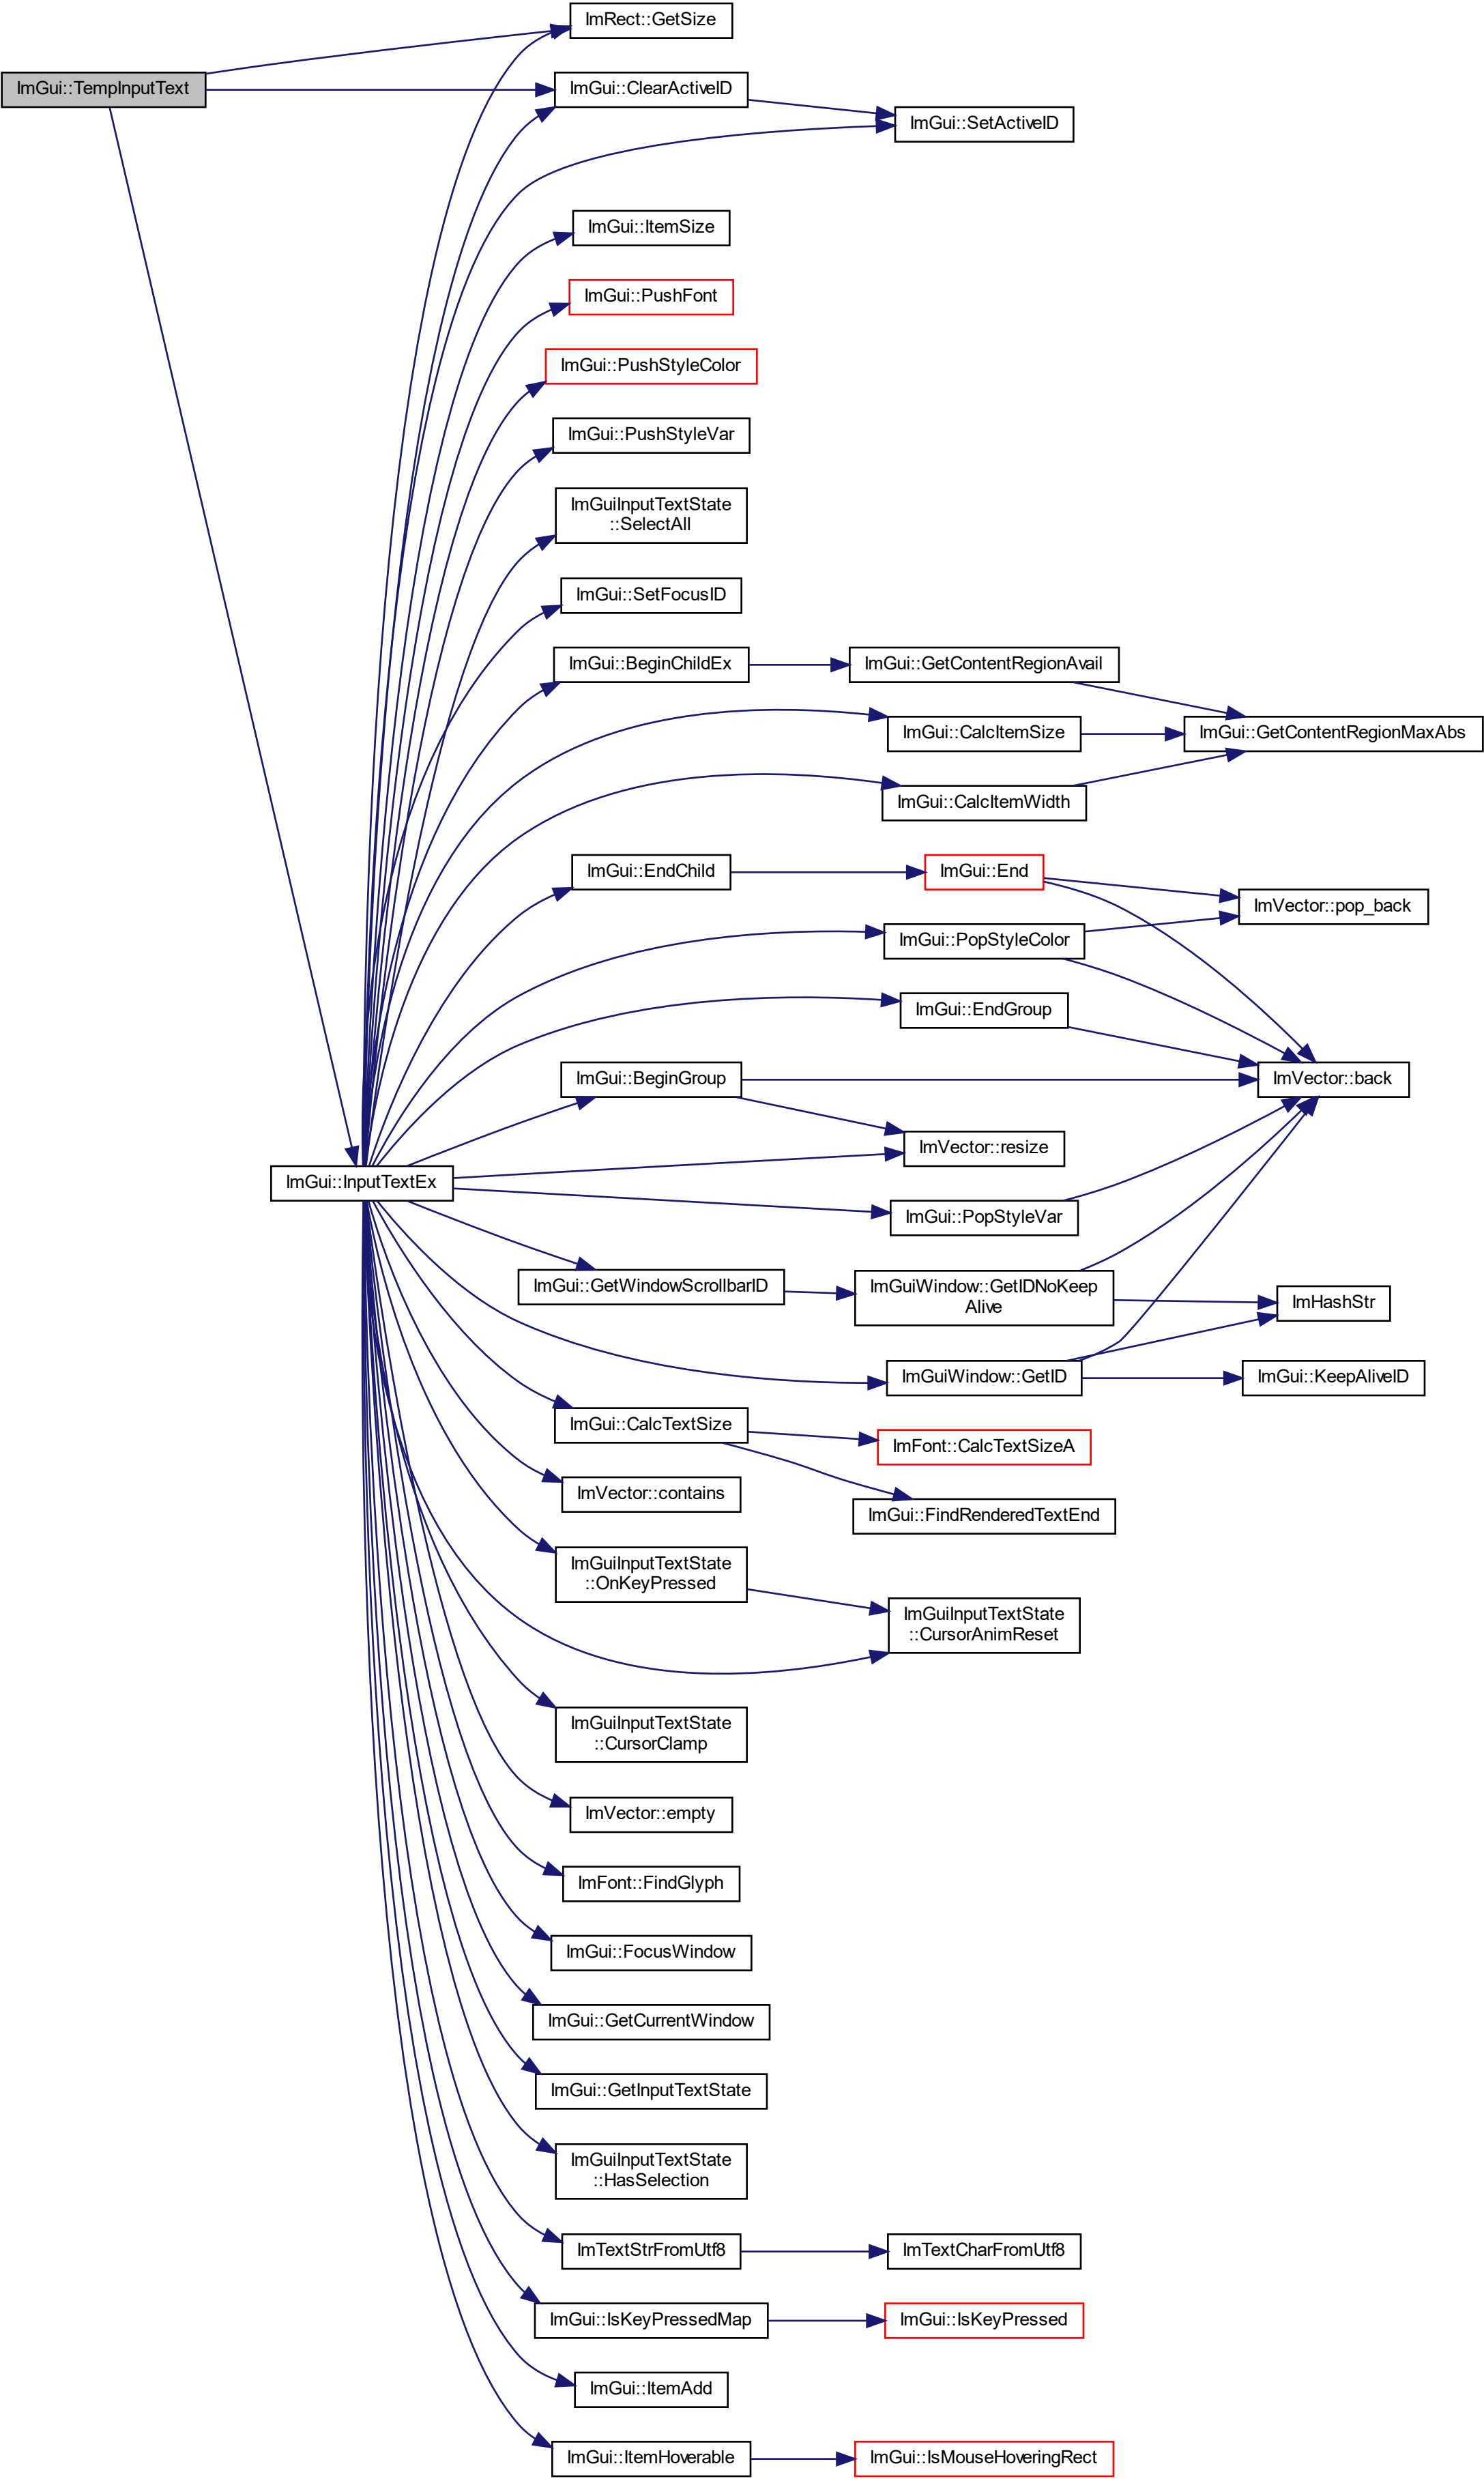 ImRect::GetSize
ImGui::TempInputText
ImGui::ClearActiveID
ImGui::SetActiveID
ImGui::ItemSize
ImGui::PushFont
ImGui::PushStyleColor
ImGui::PushStyleVar
ImGuiInputTextState
::SelectAll
ImGui::SetFocusID
ImGui::BeginChildEx
ImGui::GetContentRegionAvail
ImGui::CalcItemSize
ImGui::GetContentRegionMaxAbs
ImGui::CalcItemWidth
ImGui::EndChild
ImGui::End
ImVector::pop_back
ImGui::PopStyleColor
ImGui::EndGroup
ImGui::BeginGroup
ImVector::back
ImVector::resize
ImGui::InputTextEx
ImGui::PopStyleVar
ImGui::GetWindowScrollbarID
ImGuiWindow::GetIDNoKeep
Alive
ImHashStr
ImGuiWindow::GetID
ImGui::KeepAliveID
ImGui::CalcTextSize
ImFont::CalcTextSizeA
ImVector::contains
ImGui::FindRenderedTextEnd
ImGuiInputTextState
::OnKeyPressed
ImGuiInputTextState
::CursorAnimReset
ImGuiInputTextState
::CursorClamp
ImVector::empty
ImFont::FindGlyph
ImGui::FocusWindow
ImGui::GetCurrentWindow
ImGui::GetInputTextState
ImGuiInputTextState
::HasSelection
ImTextStrFromUtf8
ImTextCharFromUtf8
ImGui::IsKeyPressedMap
ImGui::IsKeyPressed
ImGui::ItemAdd
ImGui::ItemHoverable
ImGui::IsMouseHoveringRect